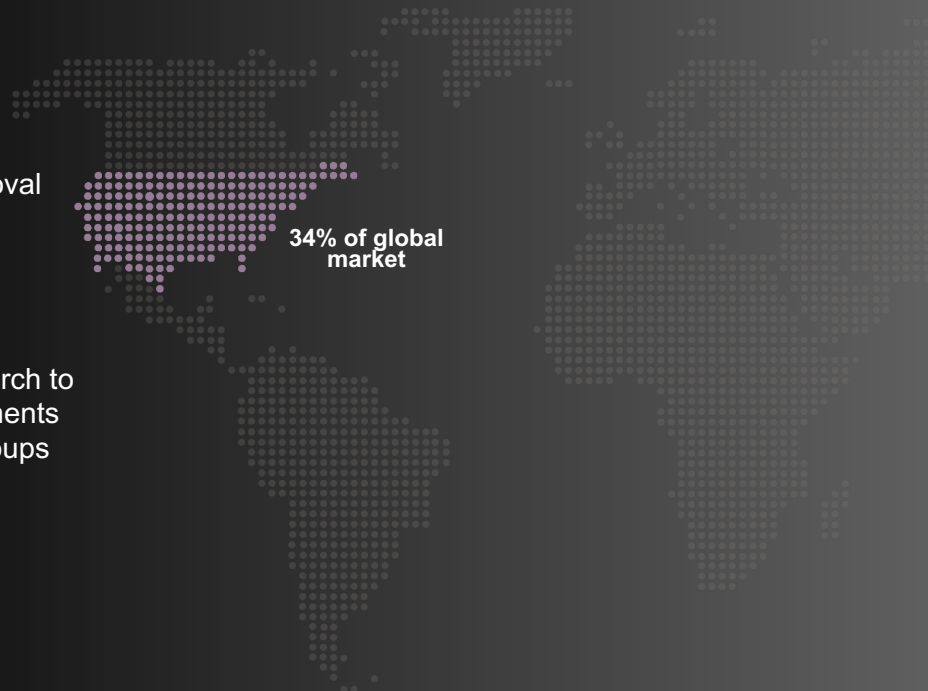 oval
34% of global
market
rch to
nents
oups